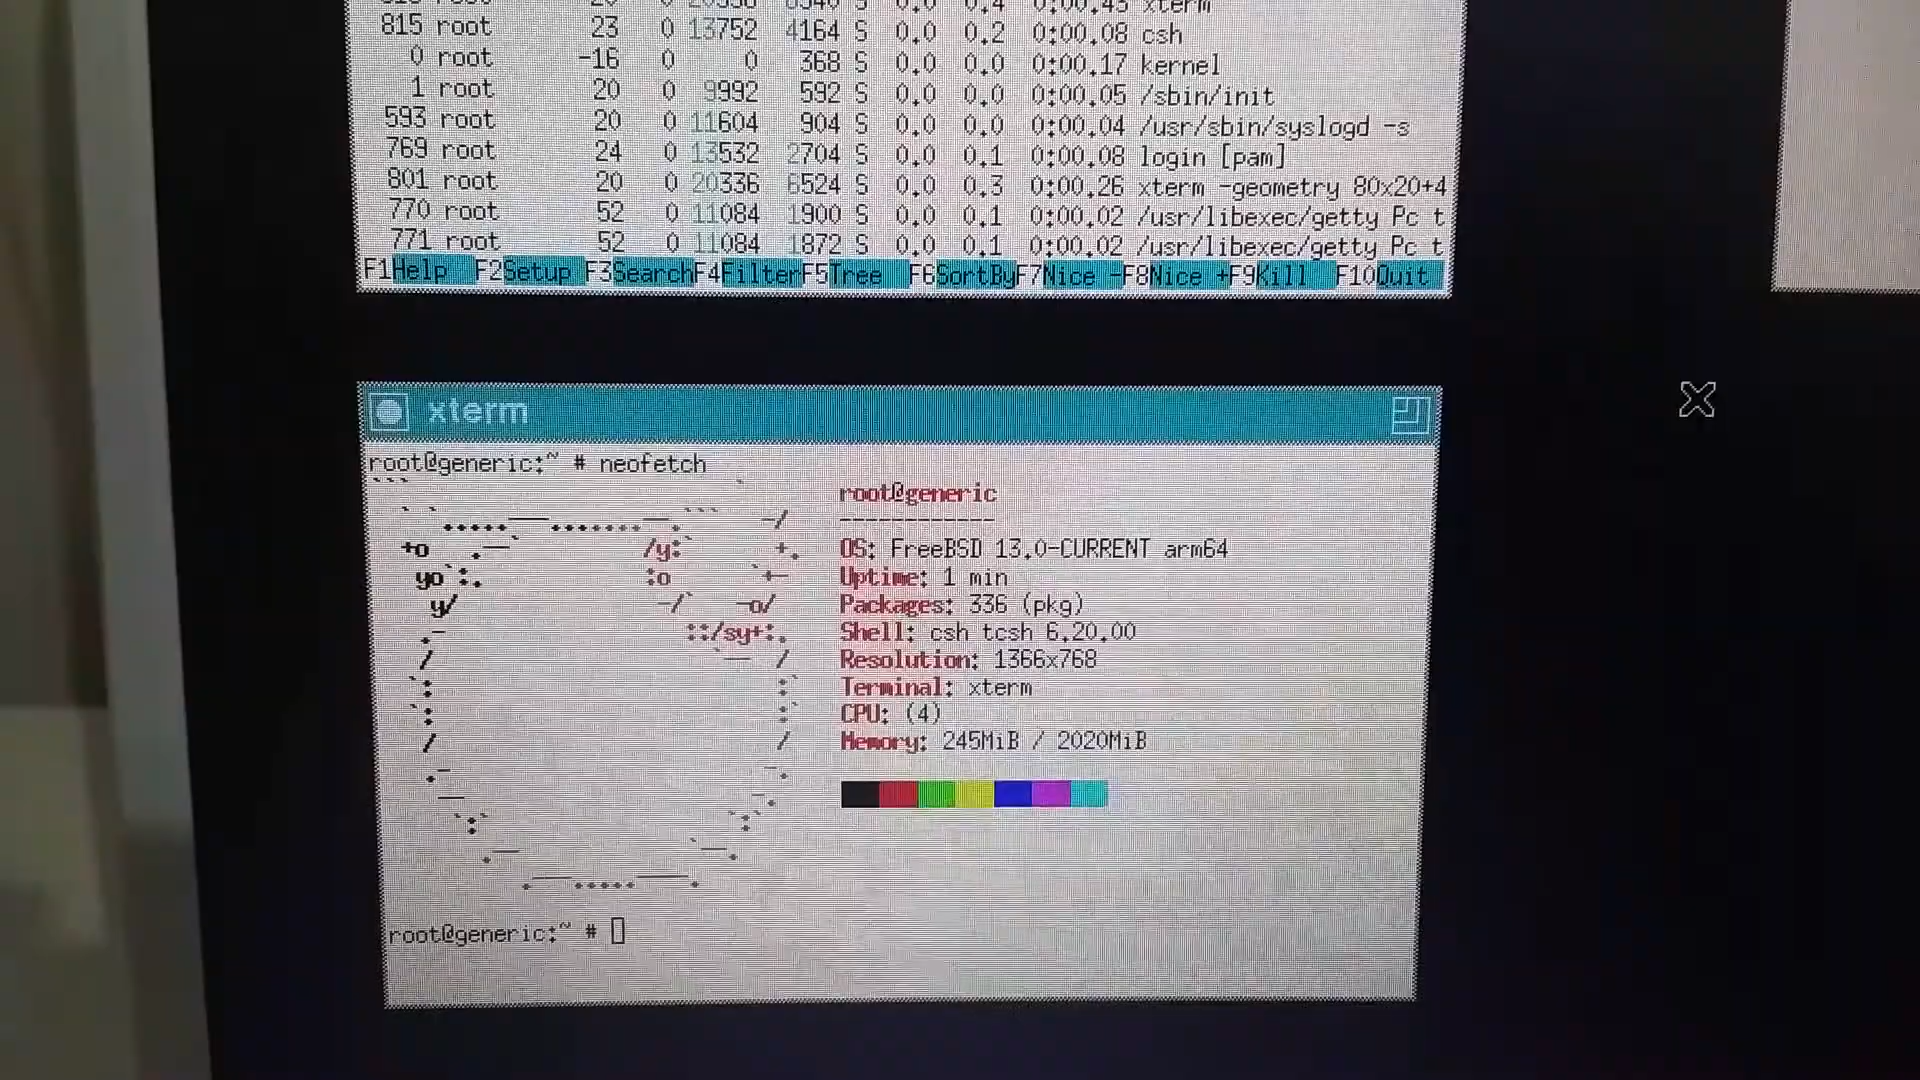 xterm
815 root 23 0 13752 4164 S 0.0 0.2 0:00.08 csh
0 root -16 0 0 368 S 0.0 0.0 0:00.17 kernel
1 root 20 0 9992 592 S 0.0 0.0 0:00.05 /sbin/init
593 root 20 0 11604 904 S 0.0 0.0 0:00.04 /usr/sbin/syslogd -s
769 root 24 0 13532 2704 S 0.0 0.1 0:00.08 login [pam]
801 root 20 0 20336 6524 S 0.0 0.3 0:00.26 xterm -geometry 80x20+4
770 root 52 0 11084 1900 S 0.0 0.1 0:00.02 /usr/libexec/getty Pc t
771 root 52 0 11084 1872 S 0.0 0.1 0:00.02 /usr/libexec/getty Pc t
F1Help F2Setup F3SearchF4FilterF5Tree F6SortByF7Nice -F8Nice +F9Kill F10Quit
xterm
root@generic:~ # neofetch
root@generic
------------
OS: FreeBSD 13.0-CURRENT arm64
Uptime: 1 min
Packages: 336 (pkg)
Shell: csh tcsh 6.20.00
Resolution: 1366x768
Terminal: xterm
CPU: (4)
Memory: 245MiB / 2020MiB
root@generic:~ #